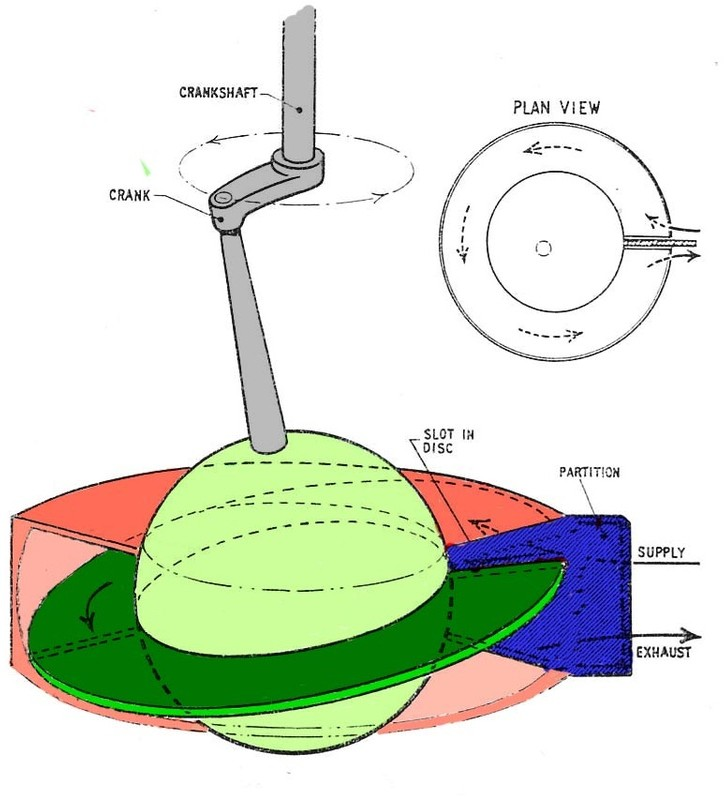 CRANKSHAFT
PLAN VIEW
CRANK
SLOT IN
DISC
PARTITION
SUPPLY
EXHAUST